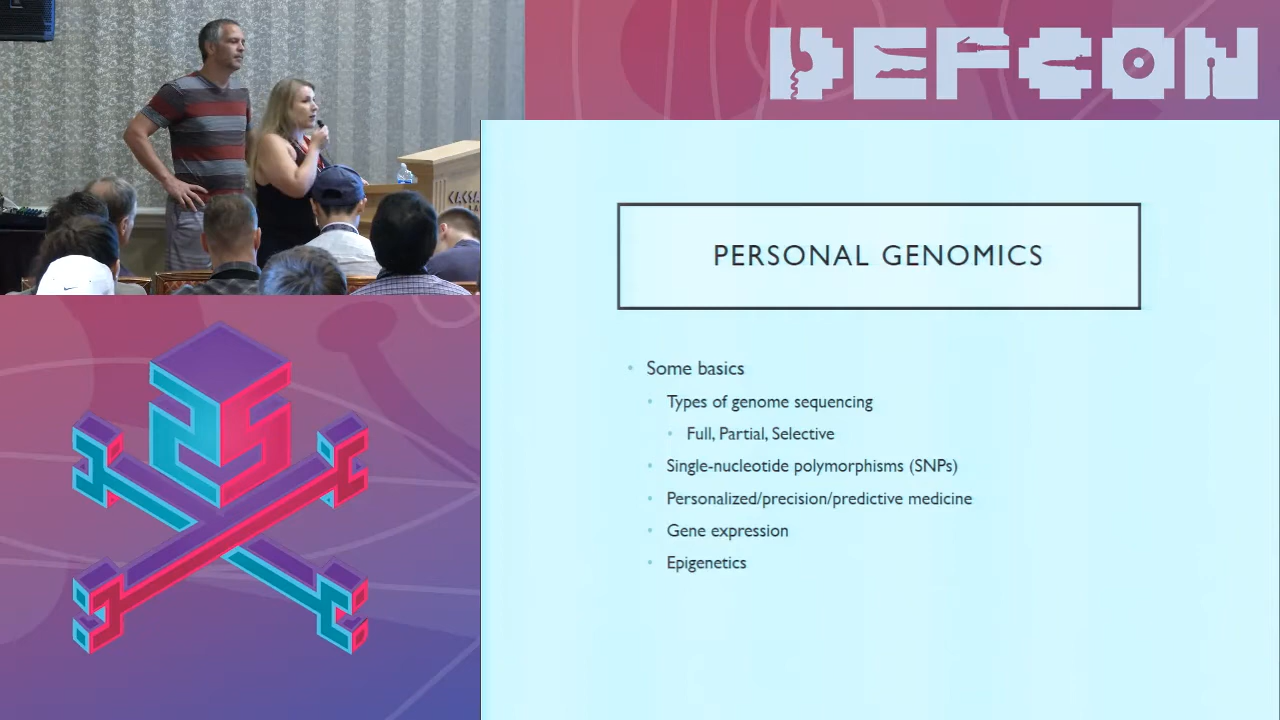 DEFCON
PERSONAL GENOMICS
Some basics
Types of genome sequencing
Full, Partial, Selective
Single-nucleotide polymorphisms (SNPs)
Personalized/precision/predictive medicine
Gene expression
Epigenetics
25